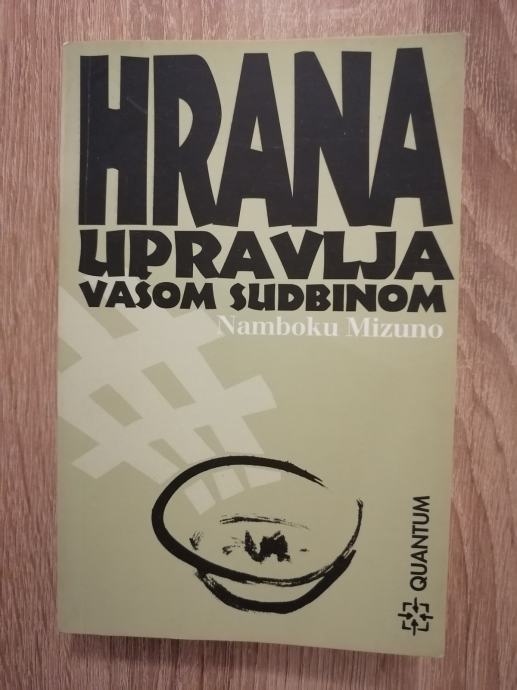 HRANA
UPRAVLJA
VAŠOM SUDBINOM
Namboku Mizuno
QUANTUM